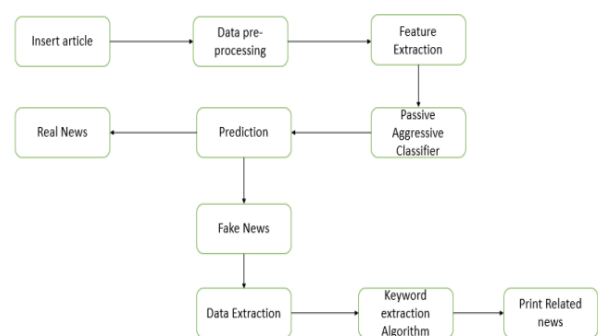 Insert article
Data pre-
processing
Feature
Extraction
Real News
Prediction
Passive
Aggressive
Classifier
Fake News
Data Extraction
Keyword
extraction
Algorithm
Print Related
news